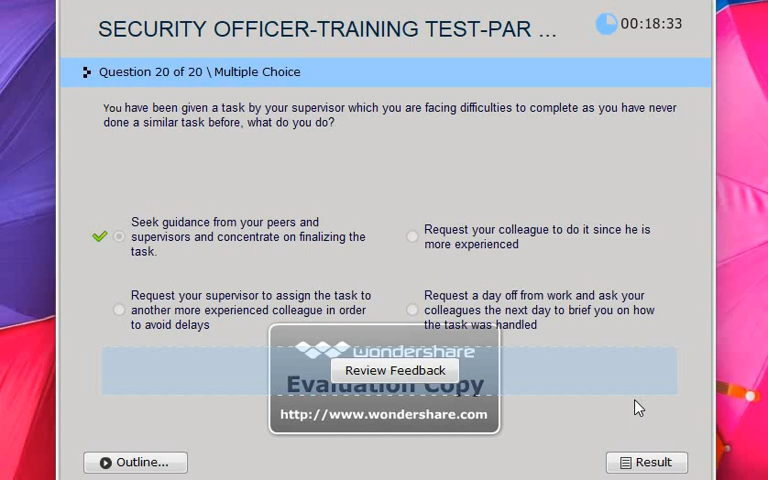 SECURITY OFFICER-TRAINING TEST-PAR ...
00:18:33
Question 20 of 20 \ Multiple Choice
You have been given a task by your supervisor which you are facing difficulties to complete as you have never
done a similar task before, what do you do?
Seek guidance from your peers and
supervisors and concentrate on finalizing the
task.
Request your colleague to do it since he is
more experienced
Request your supervisor to assign the task to
another more experienced colleague in order
to avoid delays
Request a day off from work and ask your
colleagues the next day to brief you on how
the task was handled
wondershare
Review Feedback
Evaluation Copy
http://www.wondershare.com
Outline...
Result